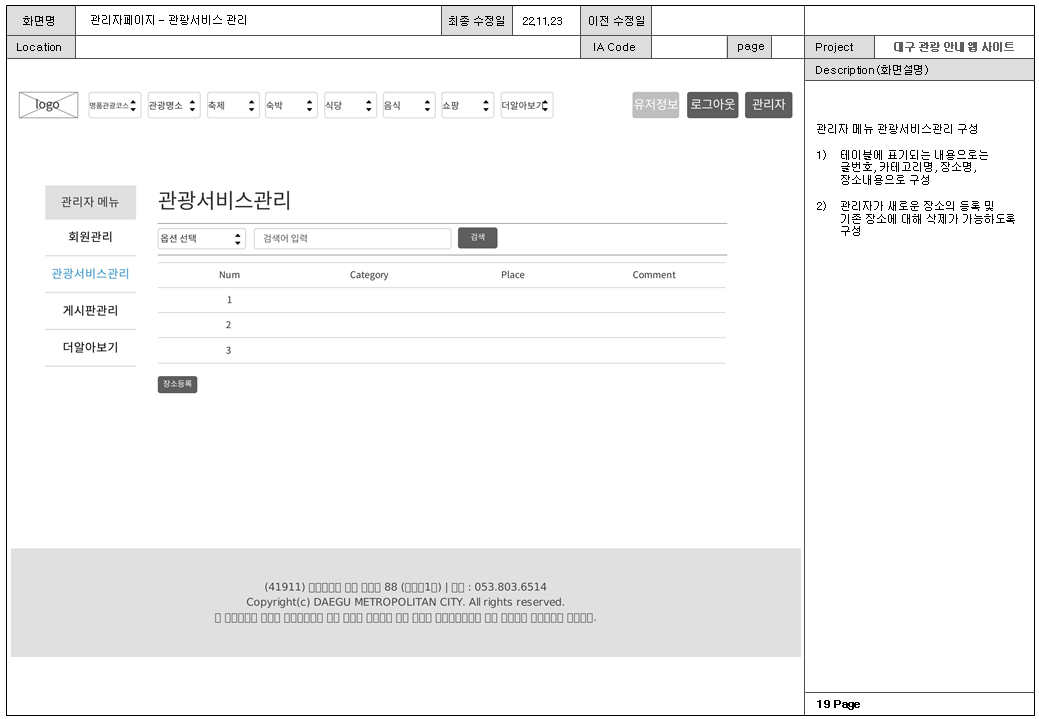 화면명 관리자페이지 - 관광서비스 관리 최종 수정일 22.11.23 이전 수정일
Location IA Code page Project 대구 관광 안내 웹 사이트
Description(화면설명)
logo 명품관광코스 관광명소 축제 숙박 식당 음식 쇼핑 더알아보기 유저정보 로그아웃 관리자
관리자 메뉴
회원관리
관광서비스관리
게시판관리
더알아보기
관광서비스관리
옵션 선택 검색어 입력 검색
Num Category Place Comment
1
2
3
장소등록
(41911) 88 ( 1 ) | : 053.803.6514
Copyright(c) DAEGU METROPOLITAN CITY. All rights reserved.
관리자 메뉴 관광서비스관리 구성
1) 테이블에 표기되는 내용으로는
글번호, 카테고리명, 장소명,
장소내용으로 구성
2) 관리자가 새로운 장소의 등록 및
기존 장소에 대해 삭제가 가능하도록
구성
19 Page